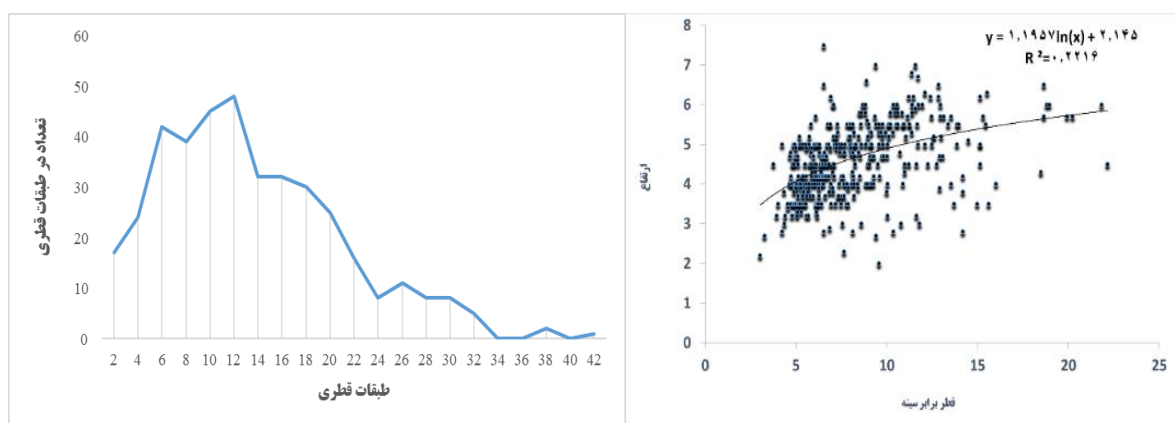 60
50
40
30
20
10
0
تعداد در طبقات قطری
2 4 6 8 10 12 14 16 18 20 22 24 26 28 30 32 34 36 38 40 42
طبقات قطری
y = ۱,۱۹۵۷ln(x) + ۲,۱۴۵
R ²=۰,۲۲۱۶
8
7
6
5
4
3
2
1
0
ارتفاع
0 5 10 15 20 25
قطر برابر سینه